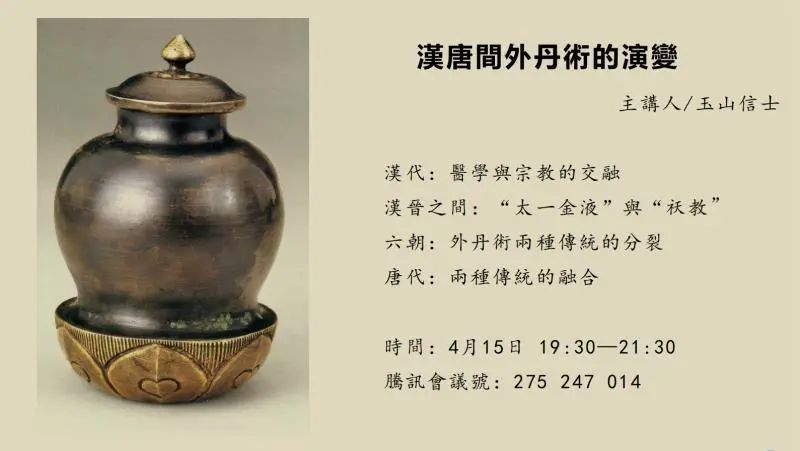 漢唐間外丹術的演變
主講人/玉山信士
漢代：醫學與宗教的交融
漢晉之間：“太一金液”與“祆教”
六朝：外丹術兩種傳統的分裂
唐代：兩種傳統的融合
時間：4月15日 19:30—21:30
騰訊會議號：275 247 014